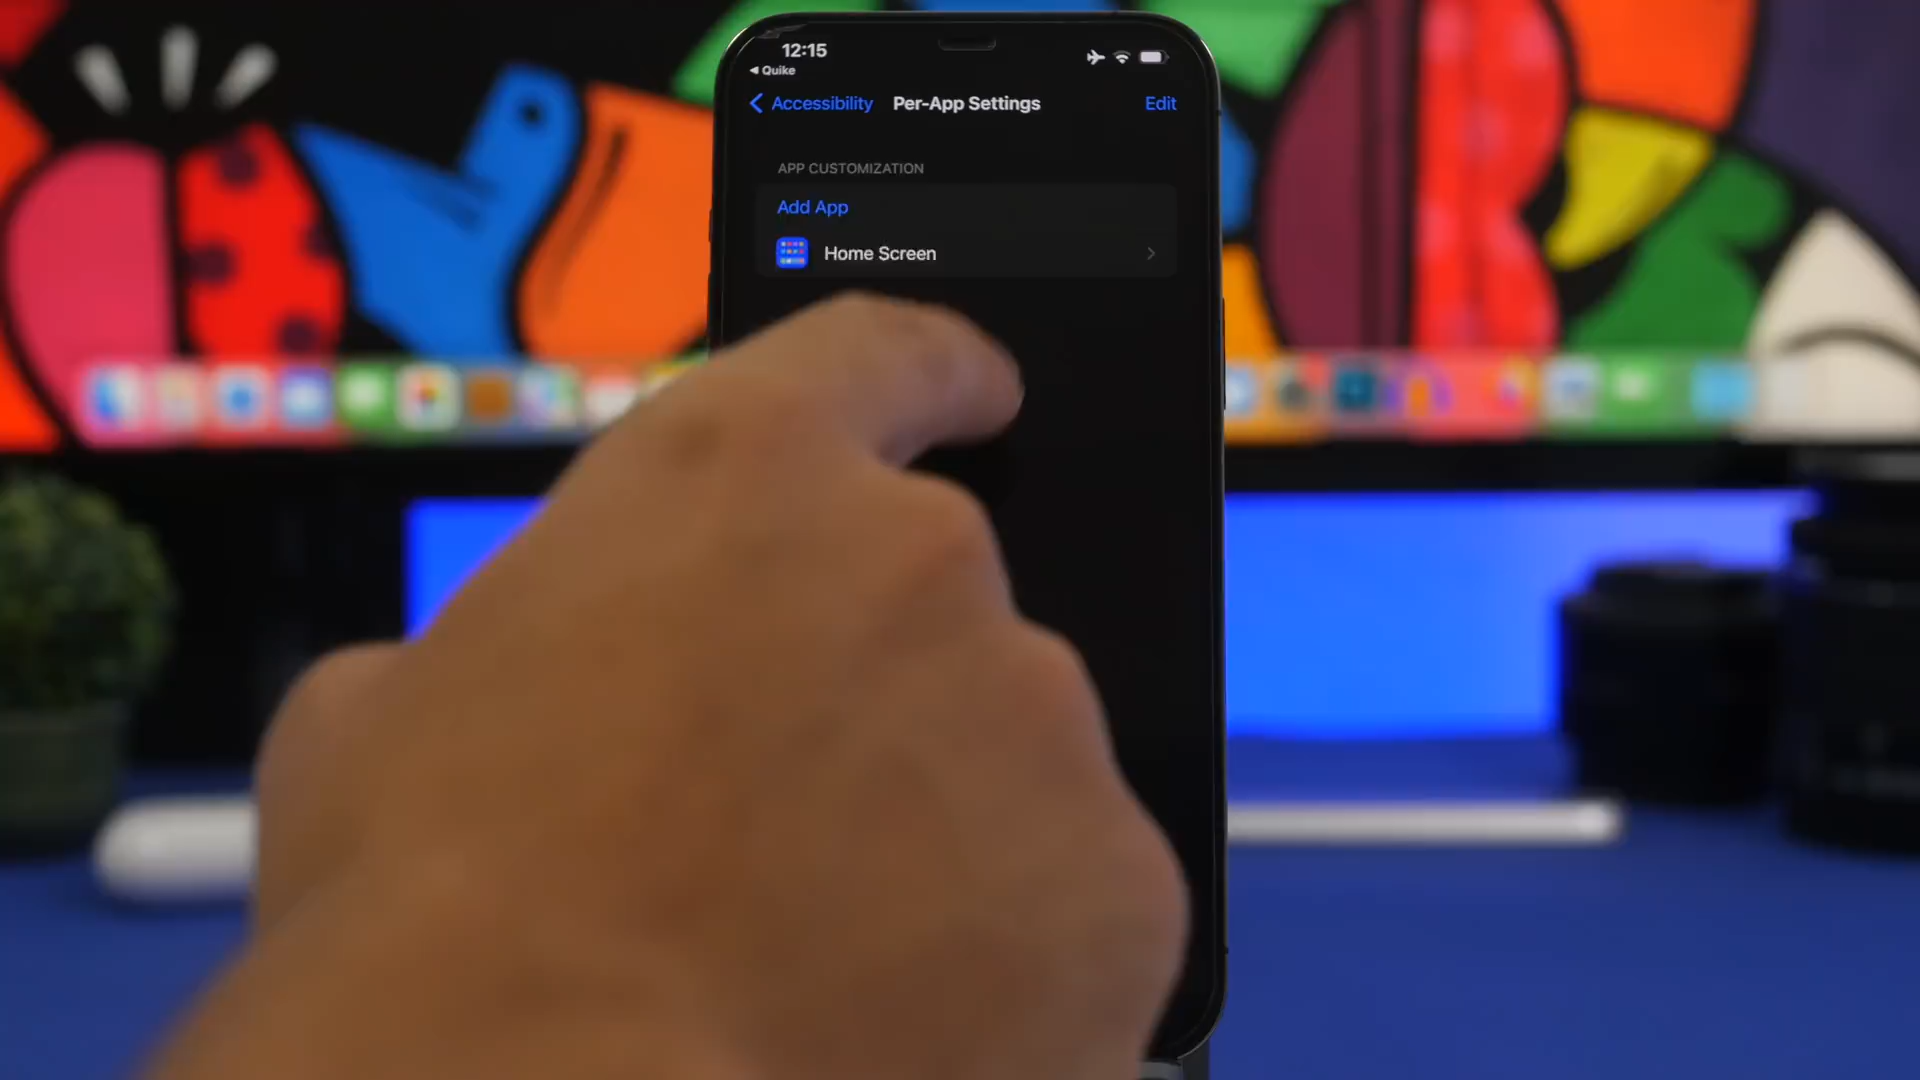 12:15
◀ Quike
Accessibility Per-App Settings Edit
APP CUSTOMIZATION
Add App
Home Screen